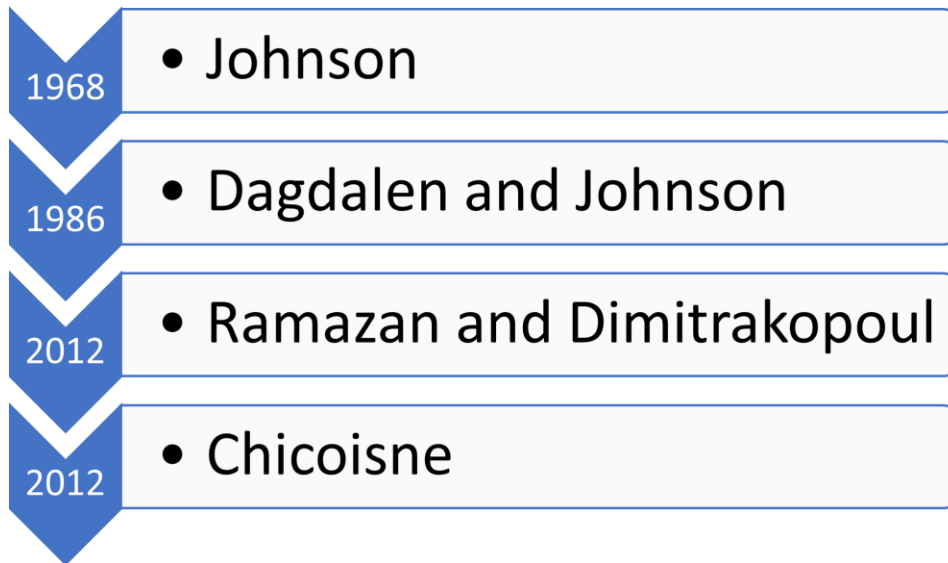 1968
• Johnson
1986
• Dagdalen and Johnson
2012
• Ramazan and Dimitrakopoul
2012
• Chicoisne